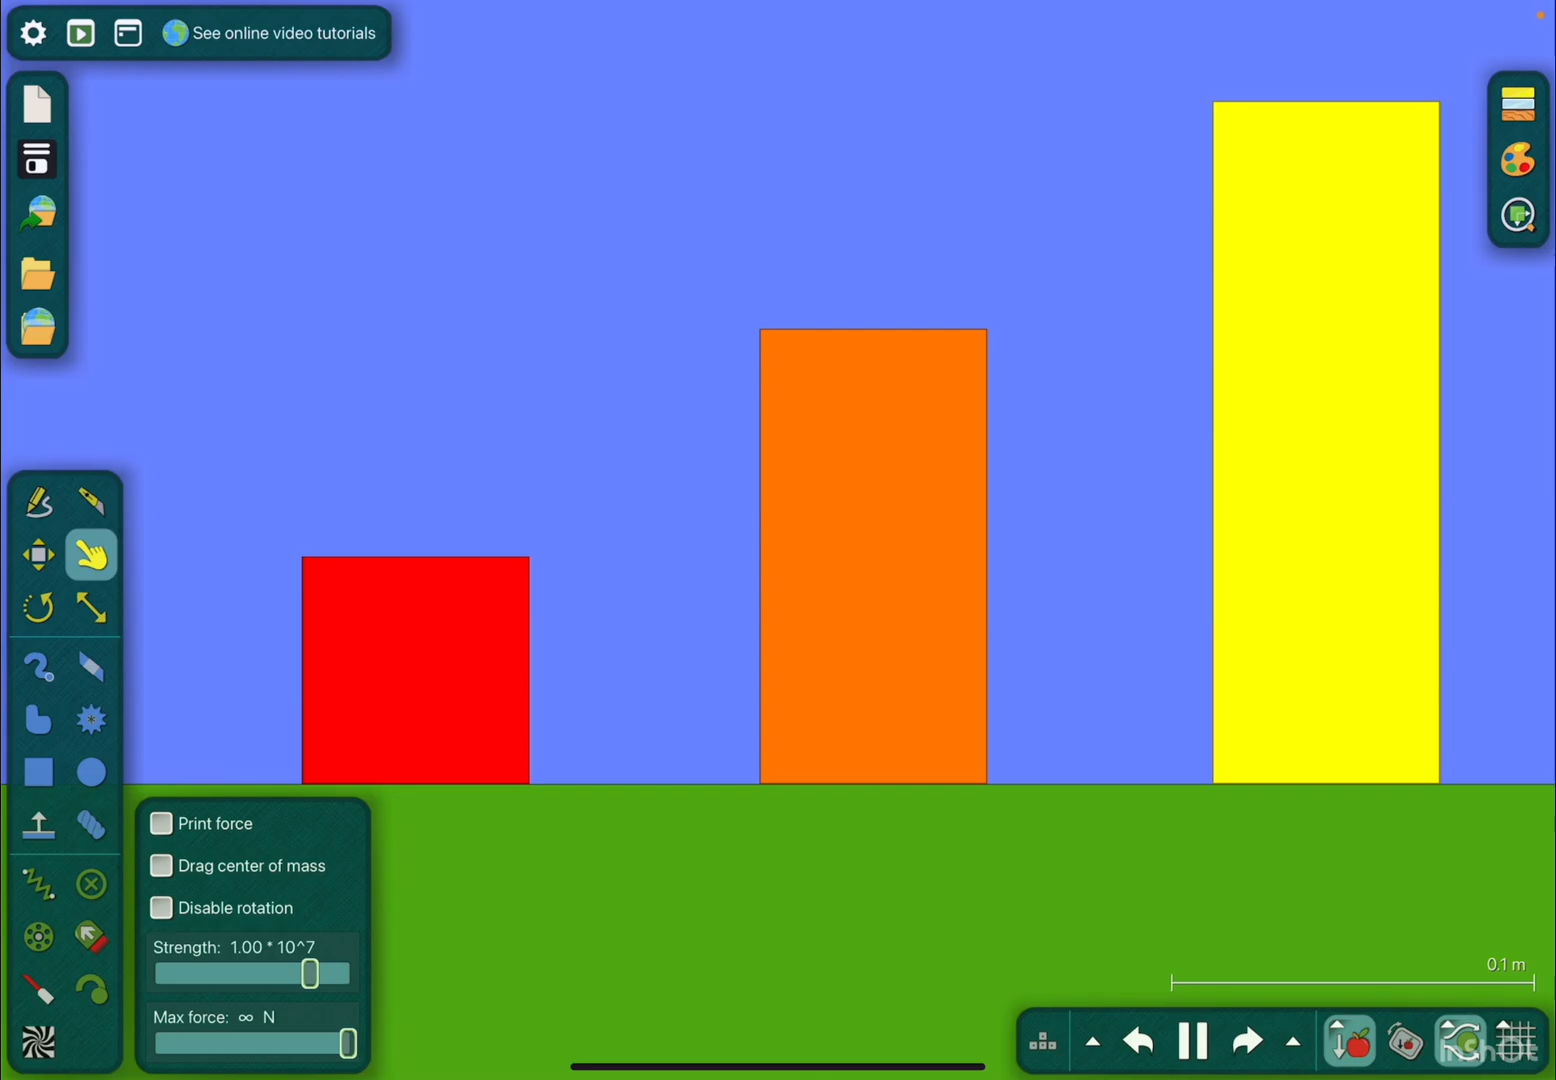 See online video tutorials
Print force
Drag center of mass
Disable rotation
Strength: 1.00 * 10^7
Max force: ∞ N
0.1 m
InShOt